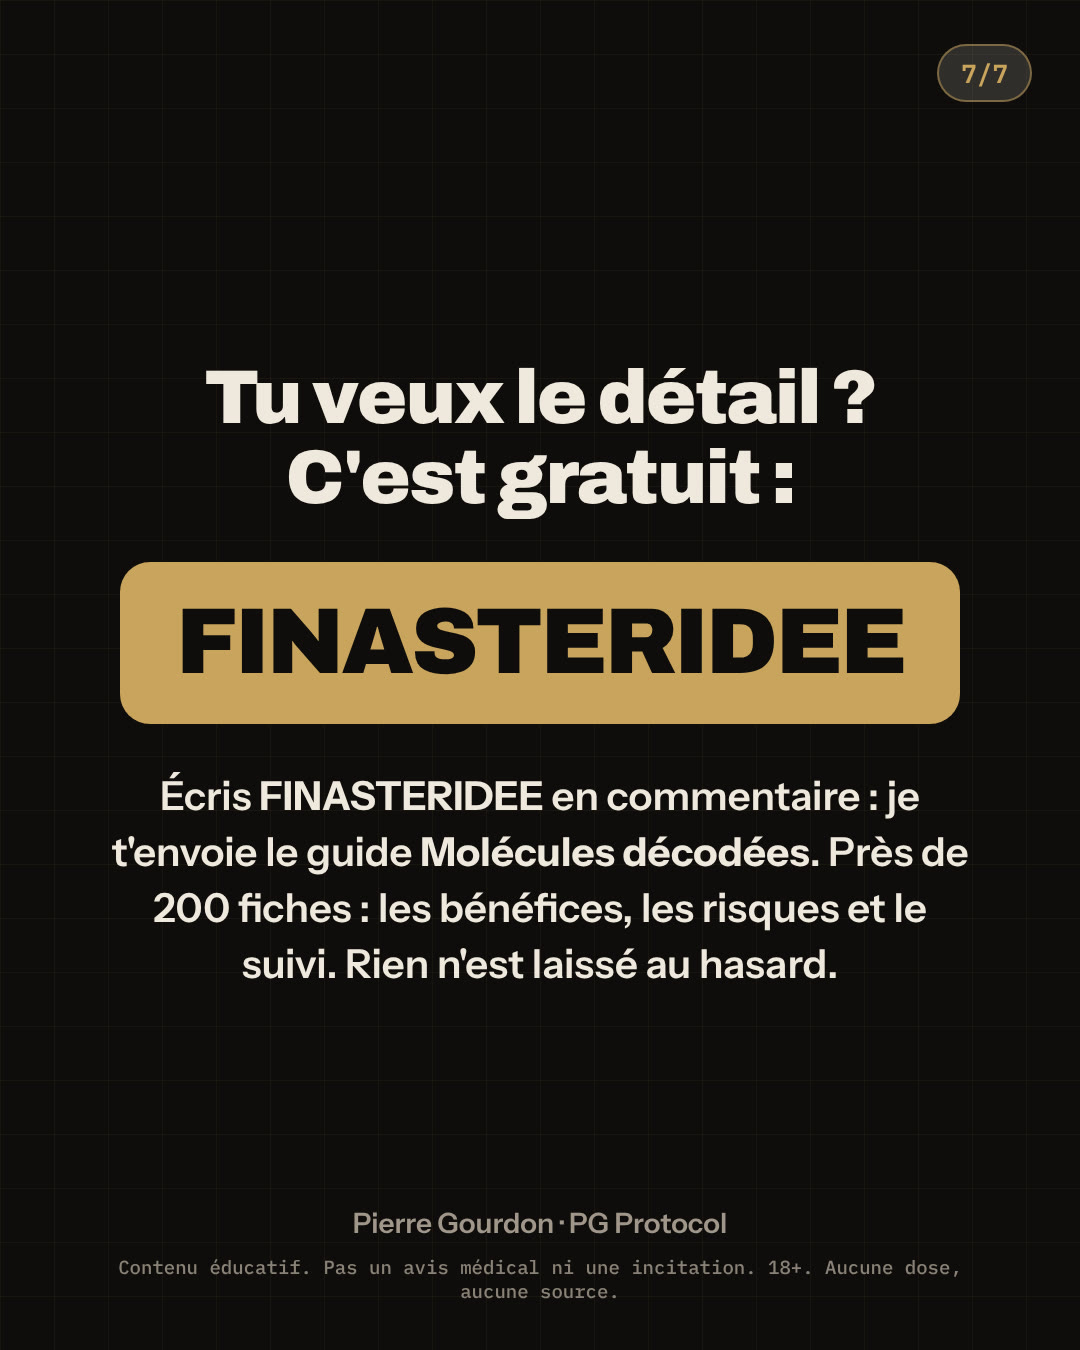 7/7
Tu veux le détail ?
C'est gratuit :
FINASTERIDEE
Écris FINASTERIDEE en commentaire : je
t'envoie le guide Molécules décodées. Près de
200 fiches : les bénéfices, les risques et le
suivi. Rien n'est laissé au hasard.
Pierre Gourdon · PG Protocol
Contenu éducatif. Pas un avis médical ni une incitation. 18+. Aucune dose,
aucune source.